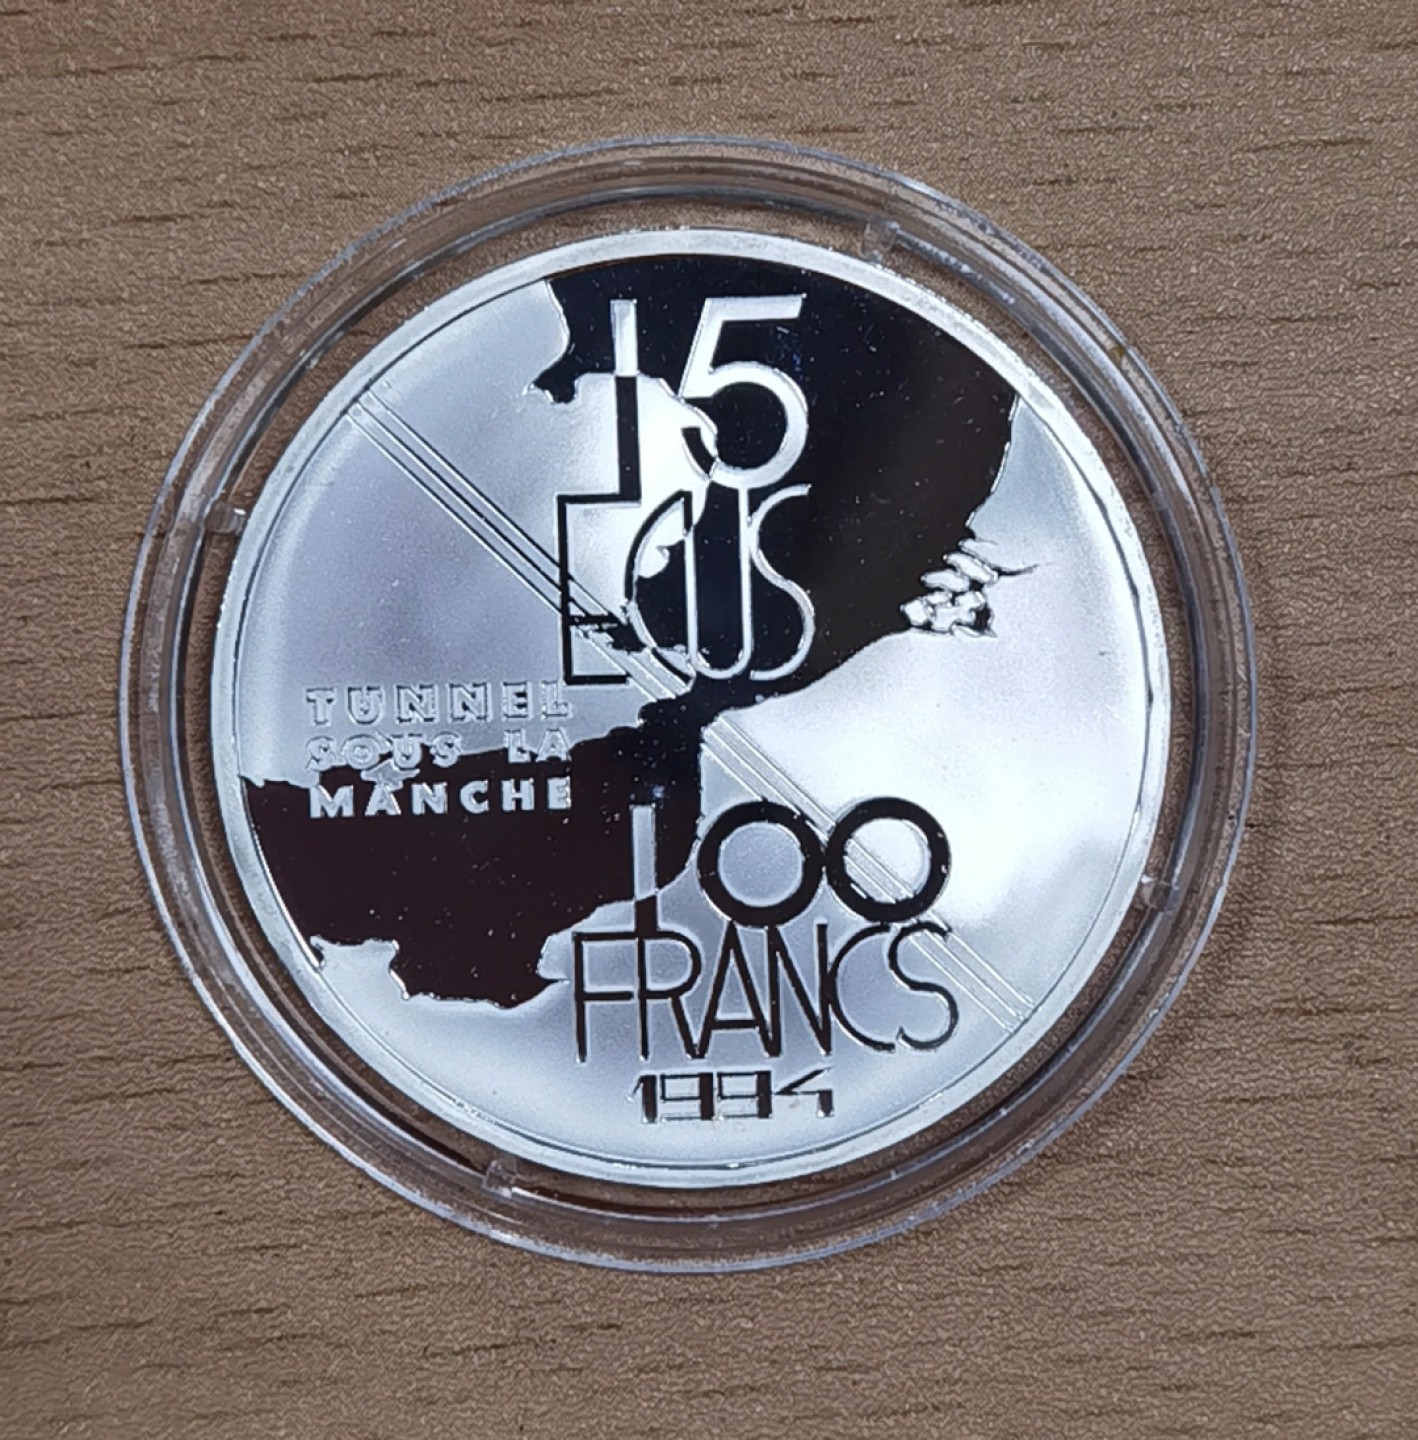 15
ECUS
TUNNEL
SOUS LA
MANCHE
100
FRANCS
1994